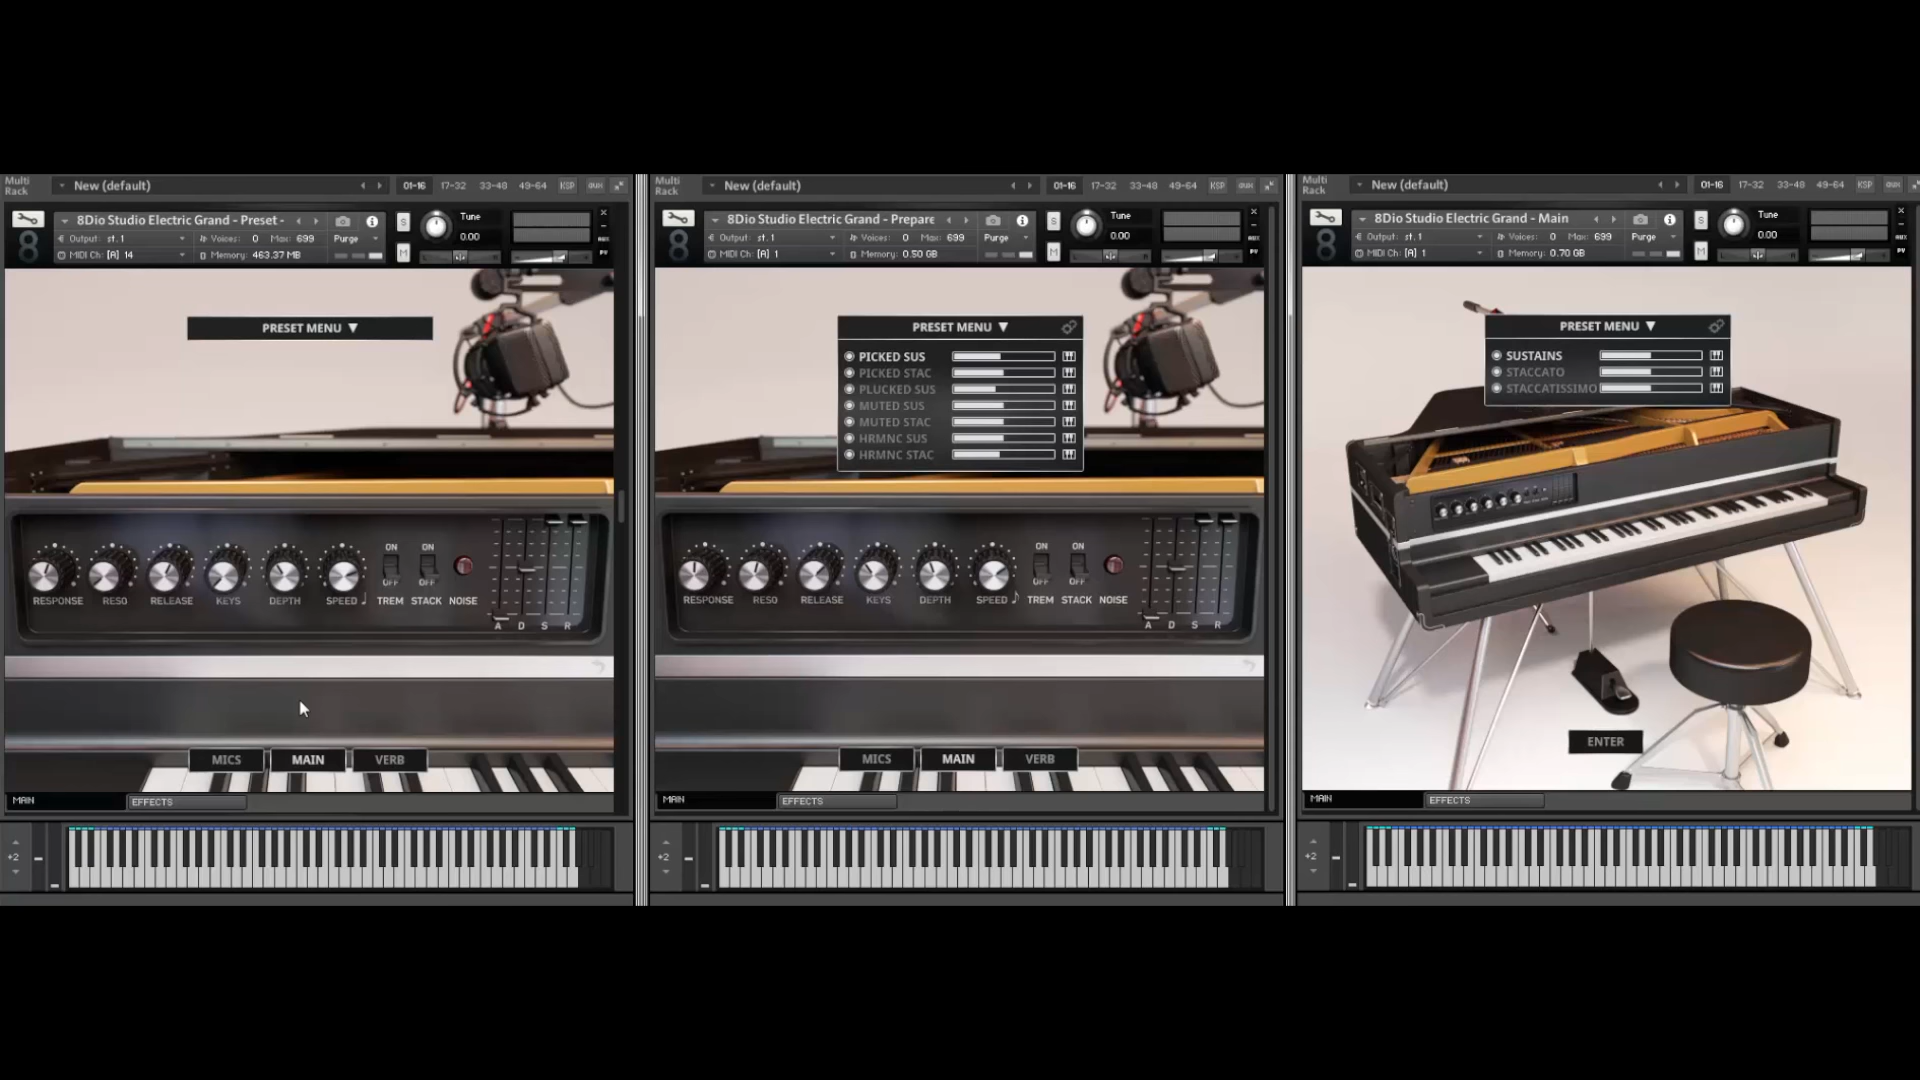 Multi Rack
New (default)
01-16 17-32 33-48 49-64 KSP aux
8Dio Studio Electric Grand - Preset -
Output: st. 1 Voices: 0 Max: 699 Purge
MIDI Ch: [A] 14 Memory: 463.37 MB
S
M
Tune
0.00
PRESET MENU ▼
ON ON
OFF OFF
RESPONSE RESO RELEASE KEYS DEPTH SPEED TREM STACK NOISE
A D S R
MICS MAIN VERB
MAIN EFFECTS
+2
Multi Rack
New (default)
01-16 17-32 33-48 49-64 KSP aux
8Dio Studio Electric Grand - Prepare
Output: st. 1 Voices: 0 Max: 699 Purge
MIDI Ch: [A] 1 Memory: 0.50 GB
S
M
Tune
0.00
PRESET MENU ▼
PICKED SUS
PICKED STAC
PLUCKED SUS
MUTED SUS
MUTED STAC
HRMNC SUS
HRMNC STAC
ON ON
OFF OFF
RESPONSE RESO RELEASE KEYS DEPTH SPEED TREM STACK NOISE
A D S R
MICS MAIN VERB
MAIN EFFECTS
+2
Multi Rack
New (default)
01-16 17-32 33-48 49-64 KSP aux
8Dio Studio Electric Grand - Main
Output: st. 1 Voices: 0 Max: 699 Purge
MIDI Ch: [A] 1 Memory: 0.70 GB
S
M
Tune
0.00
PRESET MENU ▼
SUSTAINS
STACCATO
STACCATISSIMO
ENTER
MAIN EFFECTS
+2